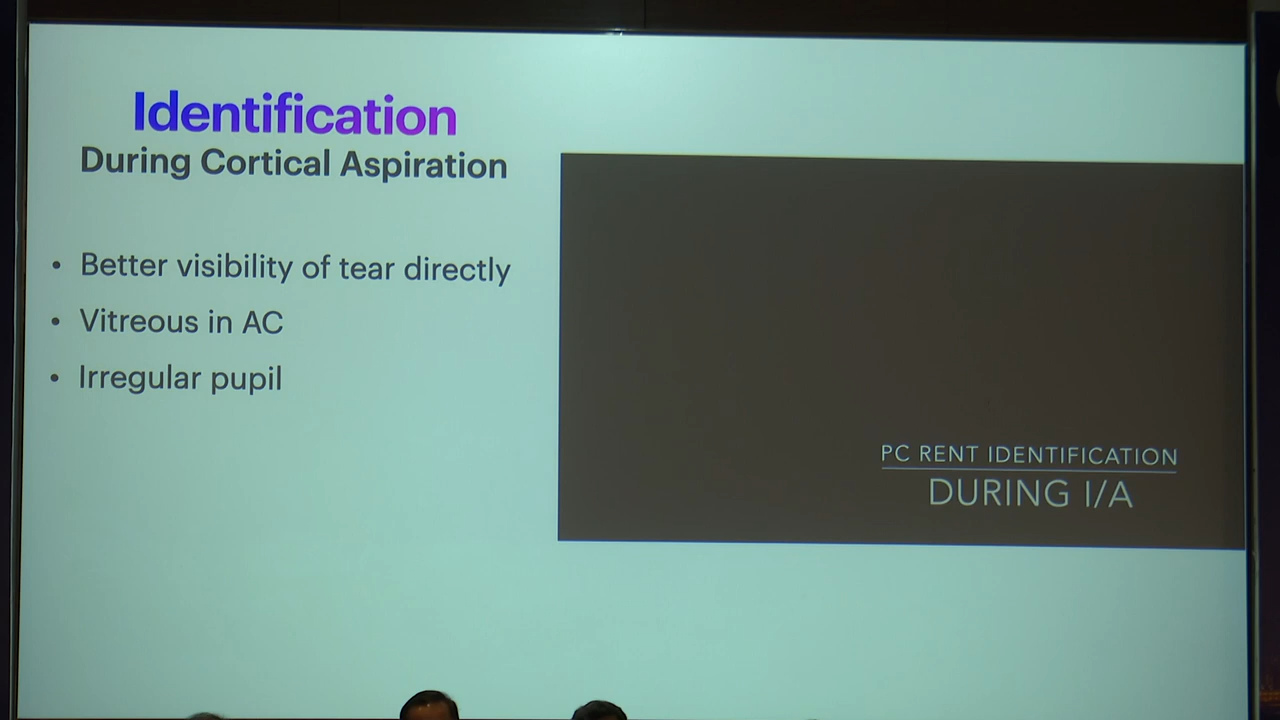 Identification
During Cortical Aspiration
• Better visibility of tear directly
• Vitreous in AC
• Irregular pupil
PC RENT IDENTIFICATION
DURING I/A